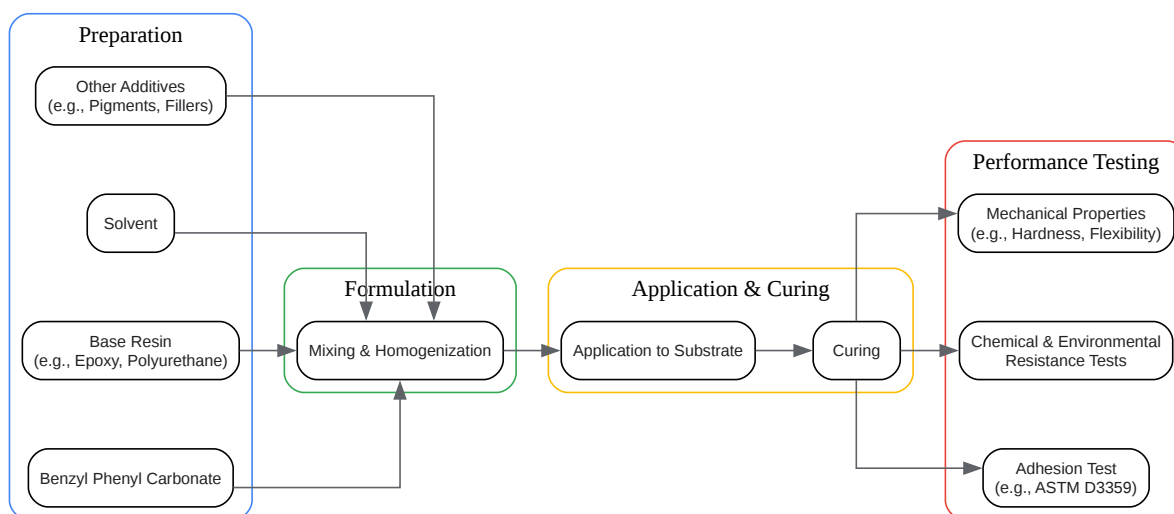 Preparation
Other Additives
(e.g., Pigments, Fillers)
Solvent
Base Resin
(e.g., Epoxy, Polyurethane)
Benzyl Phenyl Carbonate
Formulation
Mixing & Homogenization
Application & Curing
Application to Substrate
Curing
Performance Testing
Mechanical Properties
(e.g., Hardness, Flexibility)
Chemical & Environmental
Resistance Tests
Adhesion Test
(e.g., ASTM D3359)